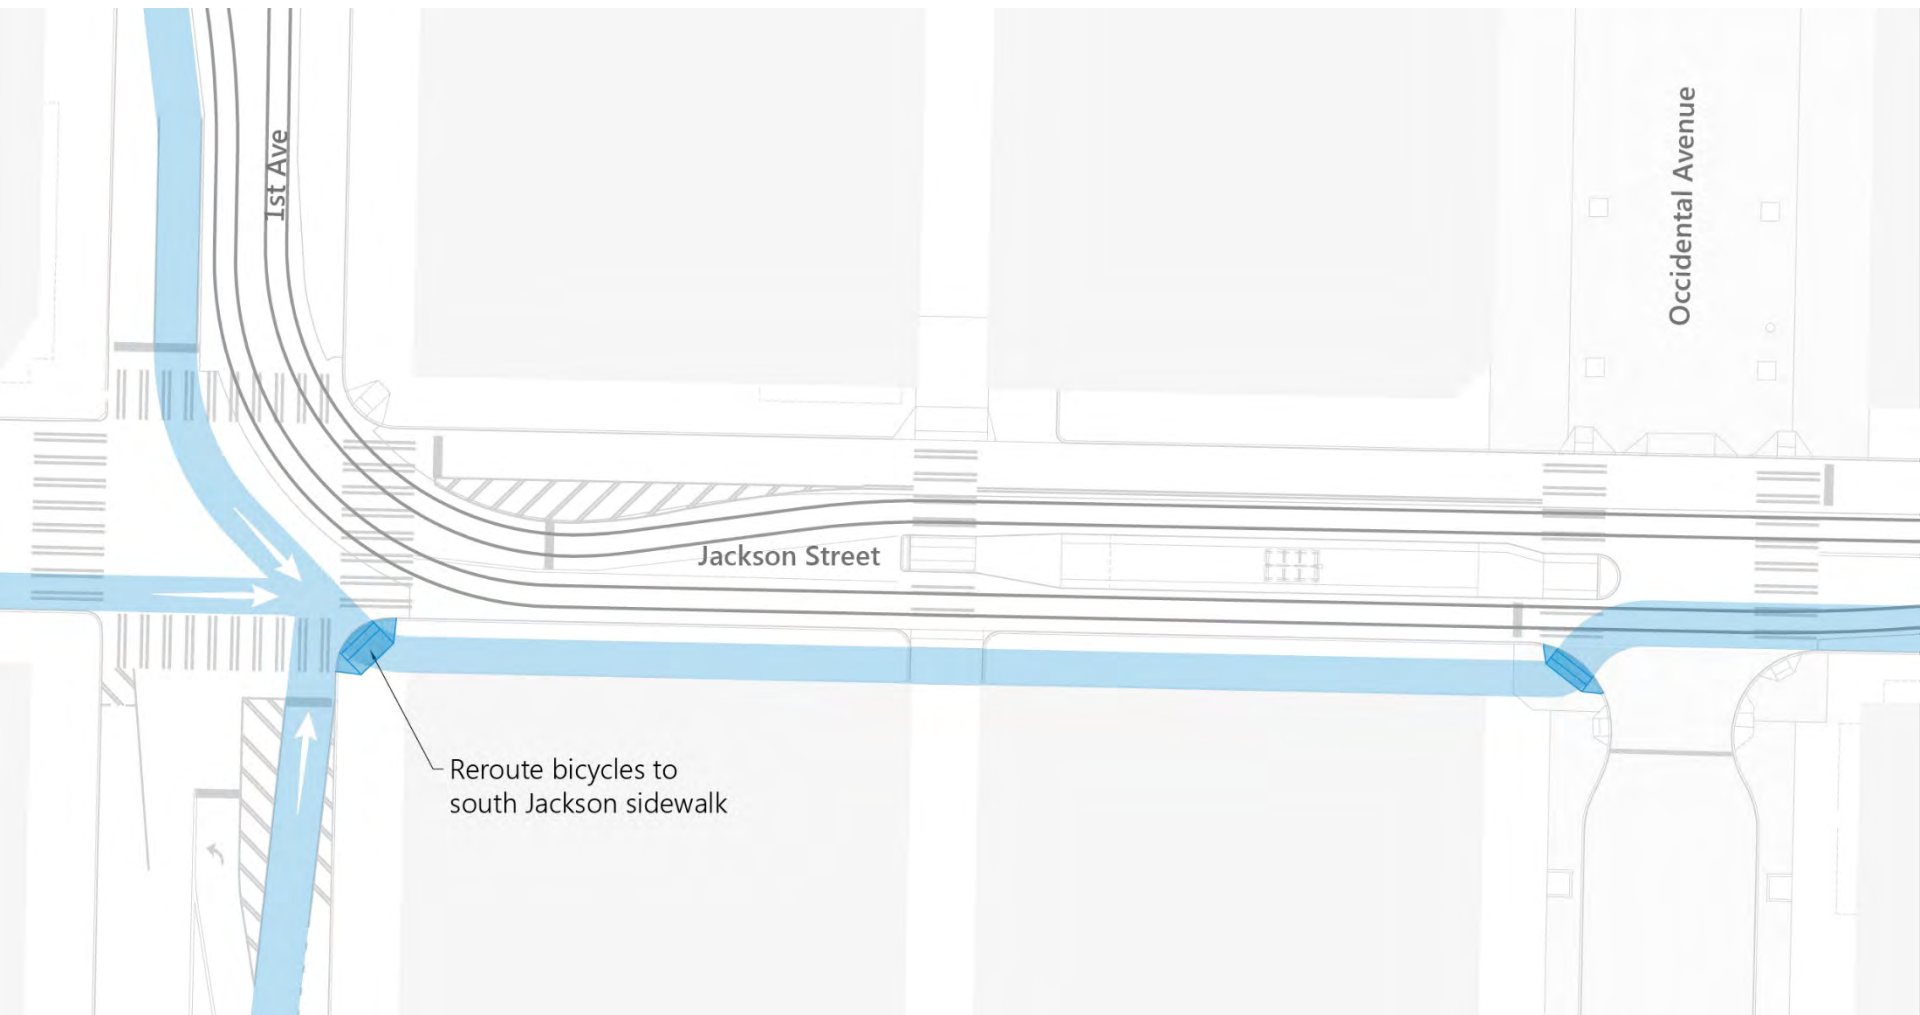 1st Ave
Occidental Avenue
Jackson Street
Reroute bicycles to
south Jackson sidewalk